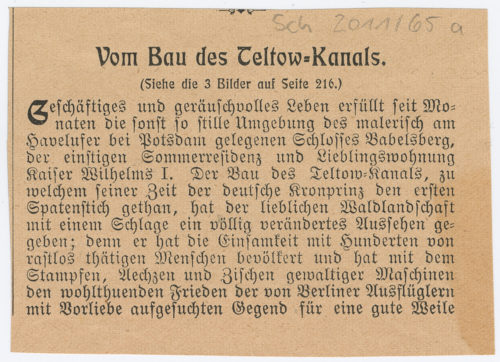 Sch 2011/65 a
Vom Bau des Teltow=Kanals.
(Siehe die 3 Bilder auf Seite 216.)
Geschäftiges und geräuschvolles Leben erfüllt seit Mo-
naten die sonst so stille Umgebung des malerisch am
Havelufer bei Potsdam gelegenen Schlosses Babelsberg,
der einstigen Sommerresidenz und Lieblingswohnung
Kaiser Wilhelms I. Der Bau des Teltow-Kanals, zu
welchem seiner Zeit der deutsche Kronprinz den ersten
Spatenstich gethan, hat der lieblichen Waldlandschaft
mit einem Schlage ein völlig verändertes Aussehen ge-
geben; denn er hat die Einsamkeit mit Hunderten von
rastlos thätigen Menschen bevölkert und hat mit dem
Stampfen, Aechzen und Zischen gewaltiger Maschinen
den wohlthuenden Frieden der von Berliner Ausflüglern
mit Vorliebe aufgesuchten Gegend für eine gute Weile